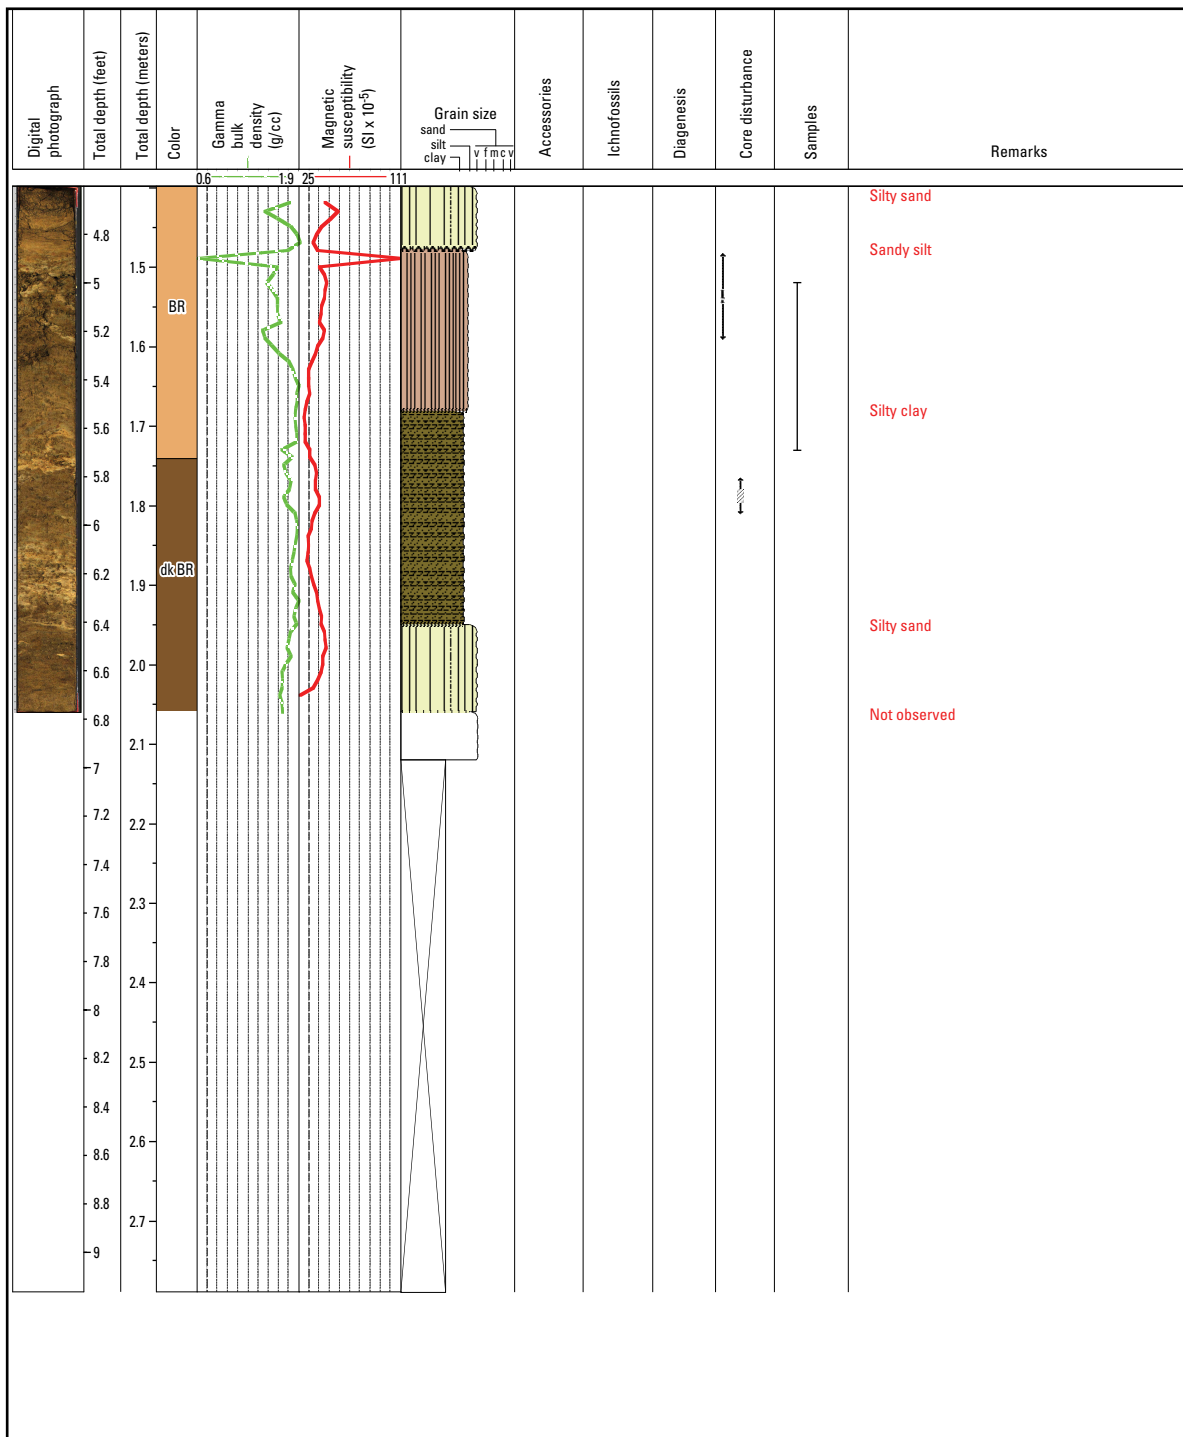 Digital
photograph
Total depth (feet)
Total depth (meters)
Color
Gamma
bulk
density
(g/cc)
Magnetic
susceptibility
(SI x 10-5)
Grain size
sand
silt
clay
v f m c v
Accessories
Ichnofossils
Diagenesis
Core disturbance
Samples
Remarks
0.6 1.9 25 111
Silty sand
4.8
Sandy silt
1.5
5
BR
5.2
1.6
5.4
Silty clay
1.7
5.6
5.8
1.8
6
dk BR
6.2
1.9
6.4
Silty sand
2.0
6.6
Not observed
6.8
2.1
7
7.2
2.2
7.4
2.3
7.6
7.8
2.4
8
2.5
8.2
8.4
2.6
8.6
8.8
2.7
9